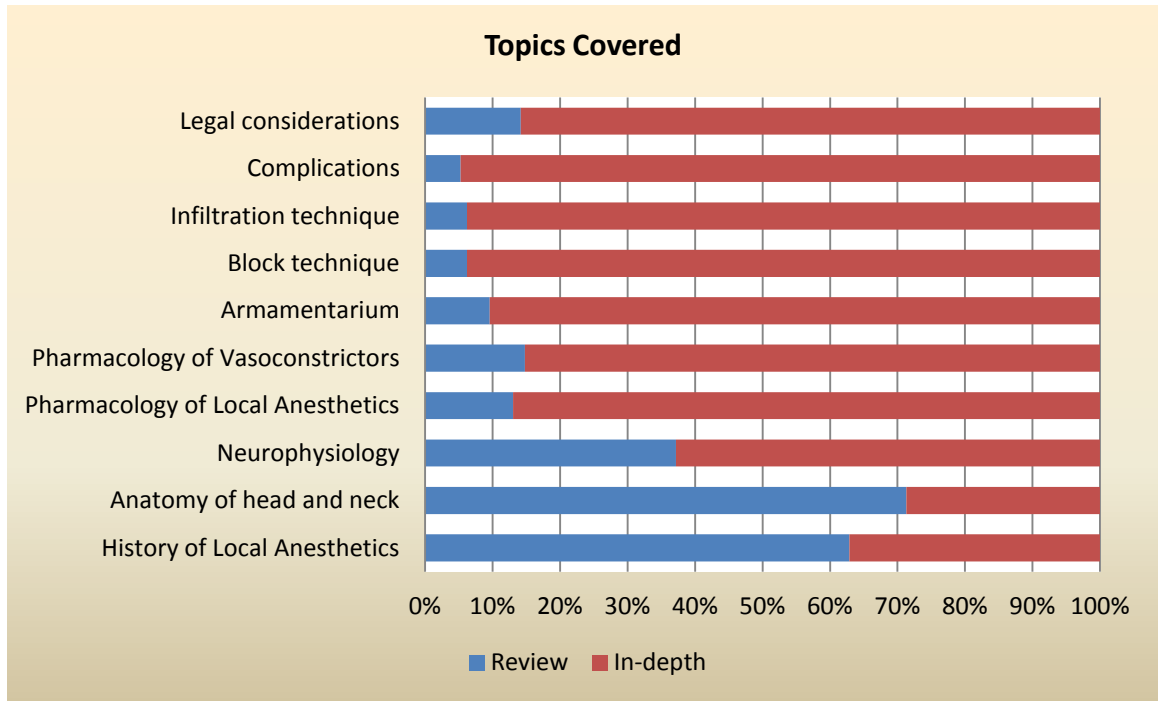 Topics Covered
Legal considerations
Complications
Infiltration technique
Block technique
Armamentarium
Pharmacology of Vasoconstrictors
Pharmacology of Local Anesthetics
Neurophysiology
Anatomy of head and neck
History of Local Anesthetics
0% 10% 20% 30% 40% 50% 60% 70% 80% 90% 100%
Review In-depth